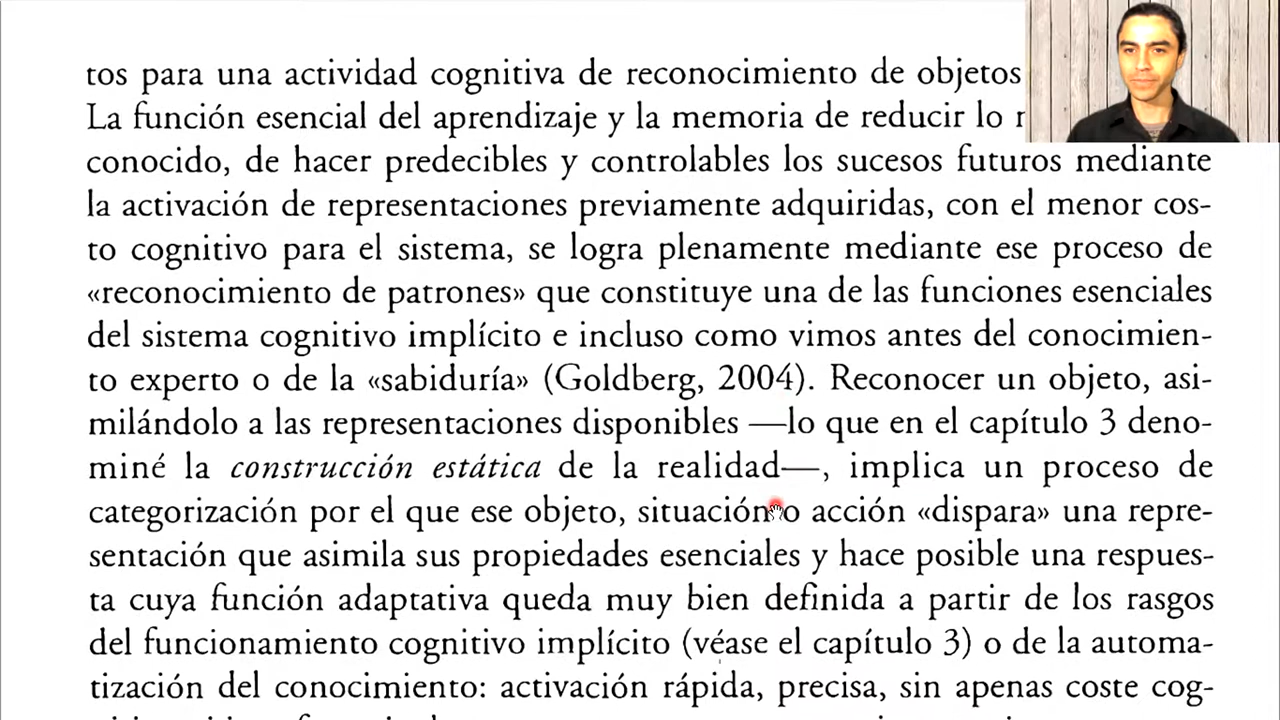 tos para una actividad cognitiva de reconocimiento de objetos
La función esencial del aprendizaje y la memoria de reducir lo
conocido, de hacer predecibles y controlables los sucesos futuros mediante
la activación de representaciones previamente adquiridas, con el menor cos-
to cognitivo para el sistema, se logra plenamente mediante ese proceso de
«reconocimiento de patrones» que constituye una de las funciones esenciales
del sistema cognitivo implícito e incluso como vimos antes del conocimien-
to experto o de la «sabiduría» (Goldberg, 2004). Reconocer un objeto, asi-
milándolo a las representaciones disponibles —lo que en el capítulo 3 deno-
miné la construcción estática de la realidad—, implica un proceso de
categorización por el que ese objeto, situación o acción «dispara» una repre-
sentación que asimila sus propiedades esenciales y hace posible una respues-
ta cuya función adaptativa queda muy bien definida a partir de los rasgos
del funcionamiento cognitivo implícito (véase el capítulo 3) o de la automa-
tización del conocimiento: activación rápida, precisa, sin apenas coste cog-